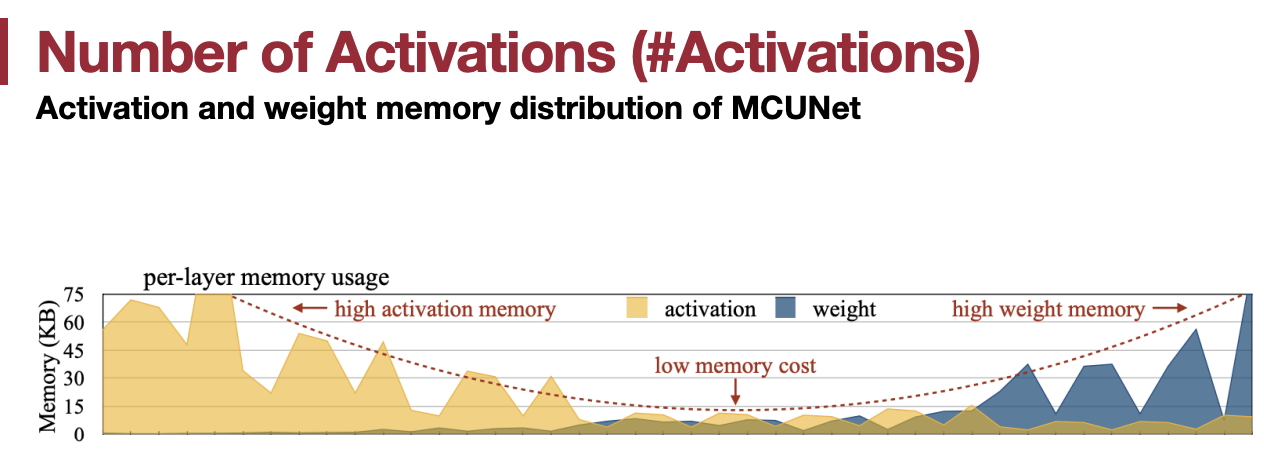 Number of Activations (#Activations)
Activation and weight memory distribution of MCUNet
per-layer memory usage
Memory (KB)
75
60
45
30
15
0
high activation memory
activation
weight
high weight memory
low memory cost